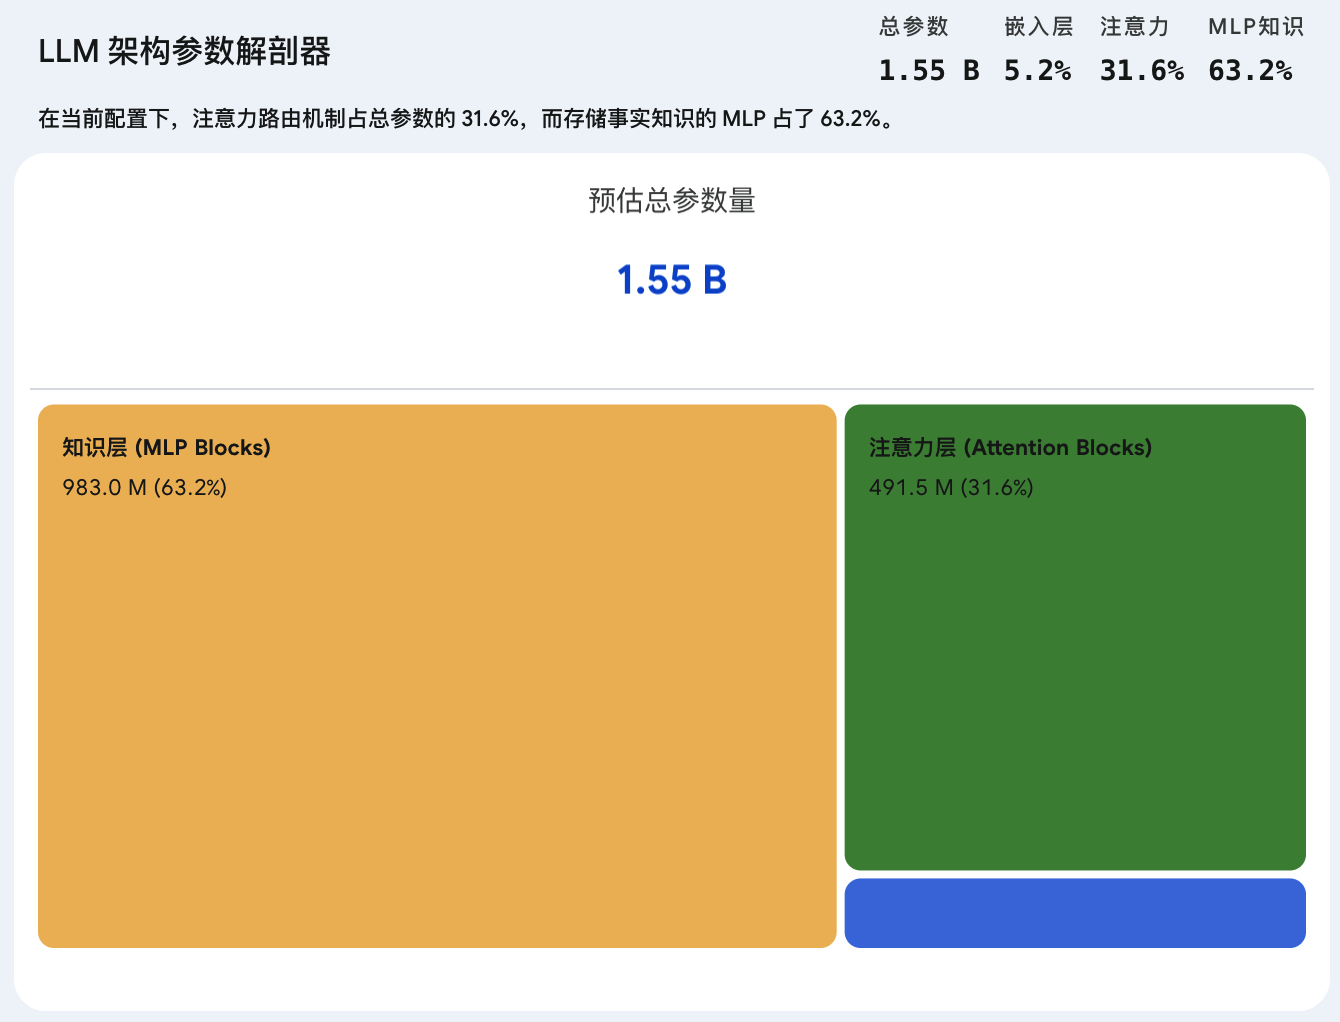 LLM 架构参数解剖器
总参数 嵌入层 注意力 MLP知识
1.55 B 5.2% 31.6% 63.2%
在当前配置下，注意力路由机制占总参数的 31.6%，而存储事实知识的 MLP 占了 63.2%。
预估总参数量
1.55 B
知识层 (MLP Blocks)
983.0 M (63.2%)
注意力层 (Attention Blocks)
491.5 M (31.6%)